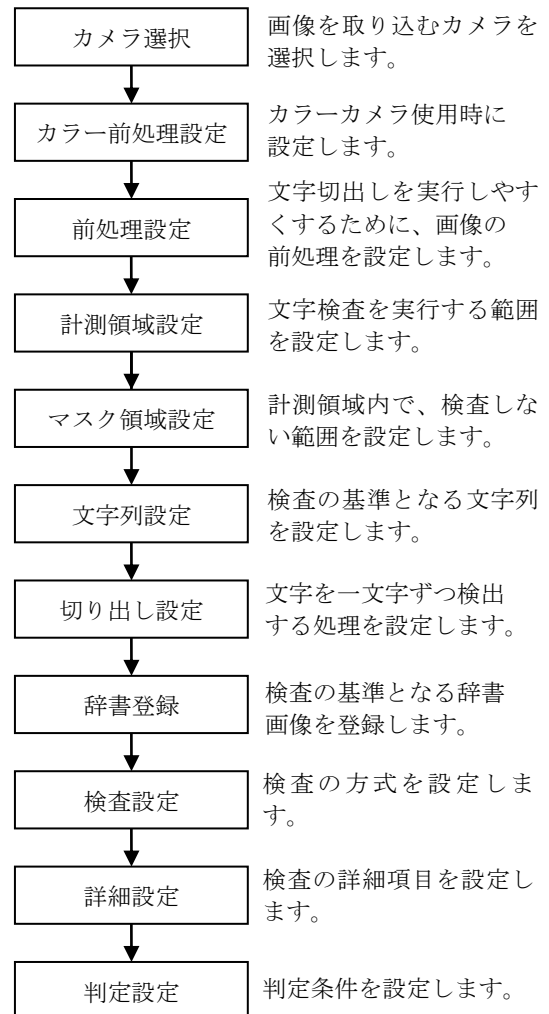 カメラ選択
画像を取り込むカメラを
選択します。
カラー前処理設定
カラーカメラ使用時に
設定します。
前処理設定
文字切出しを実行しやす
くするために、画像の
前処理を設定します。
計測領域設定
文字検査を実行する範囲
を設定します。
マスク領域設定
計測領域内で、検査しな
い範囲を設定します。
文字列設定
検査の基準となる文字列
を設定します。
切り出し設定
文字を一文字ずつ検出
する処理を設定します。
辞書登録
検査の基準となる辞書
画像を登録します。
検査設定
検査の方式を設定しま
す。
詳細設定
検査の詳細項目を設定し
ます。
判定設定
判定条件を設定します。